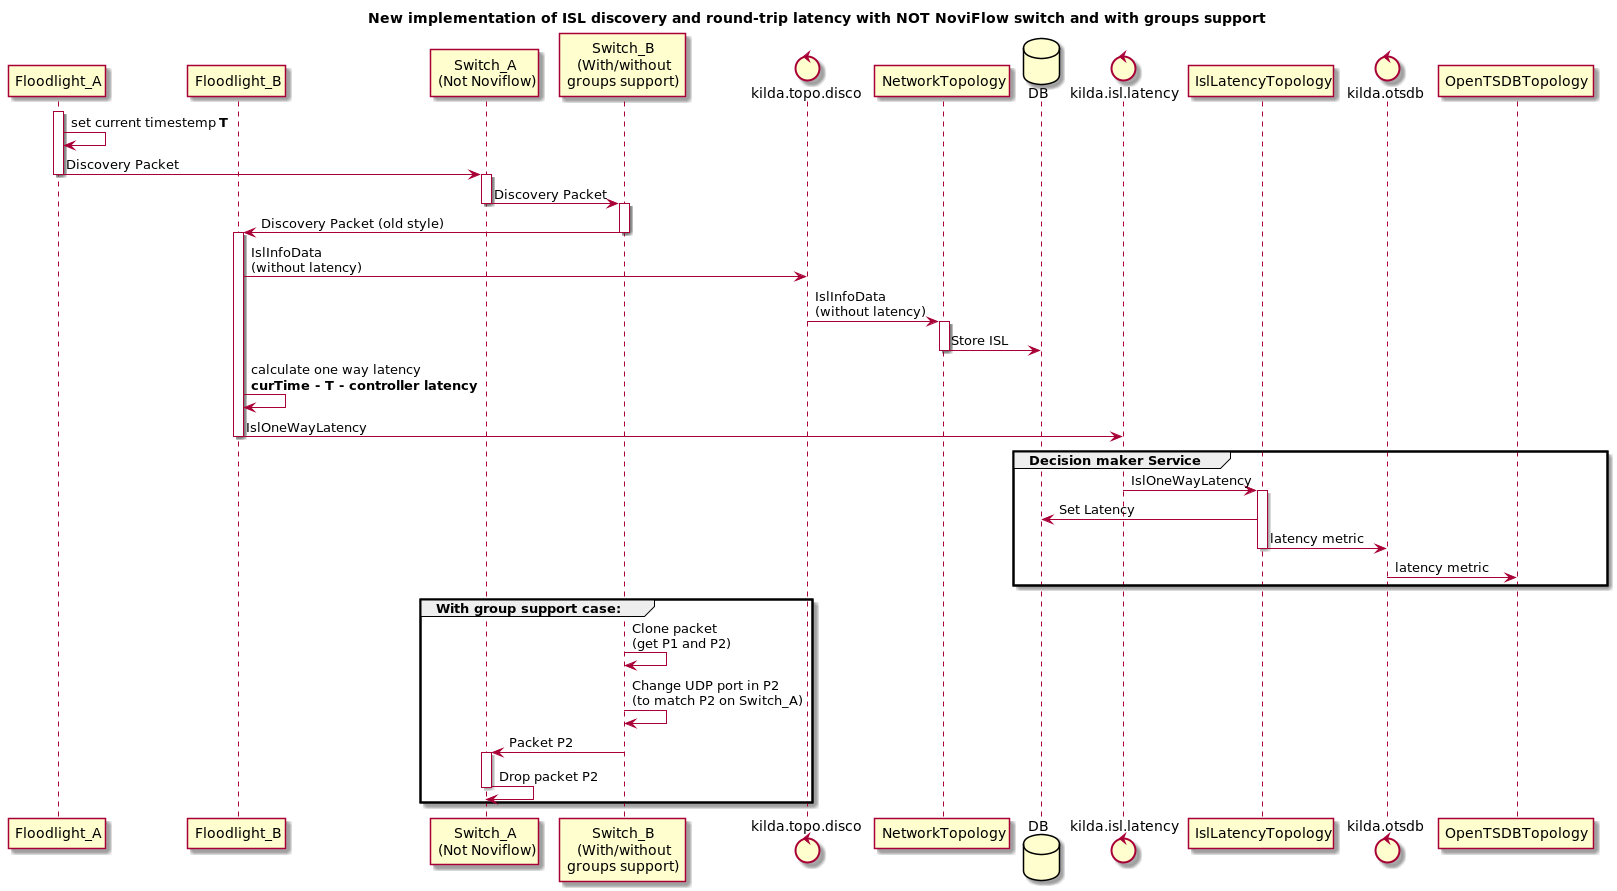 New implementation of ISL discovery and round-trip latency with NOT NoviFlow switch and with groups support
Floodlight_A
Floodlight_B
Switch_A
(Not Noviflow)
Switch_B
(With/without
groups support)
kilda.topo.disco
NetworkTopology
DB
kilda.isl.latency
IslLatencyTopology
kilda.otsdb
OpenTSDBTopology
set current timestemp T
Discovery Packet
Discovery Packet
Discovery Packet (old style)
IslInfoData
(without latency)
IslInfoData
(without latency)
Store ISL
calculate one way latency
curTime - T - controller latency
IslOneWayLatency
Decision maker Service
IslOneWayLatency
Set Latency
latency metric
latency metric
With group support case:
Clone packet
(get P1 and P2)
Change UDP port in P2
(to match P2 on Switch_A)
Packet P2
Drop packet P2
Floodlight_A
Floodlight_B
Switch_A
(Not Noviflow)
Switch_B
(With/without
groups support)
kilda.topo.disco
NetworkTopology
DB
kilda.isl.latency
IslLatencyTopology
kilda.otsdb
OpenTSDBTopology